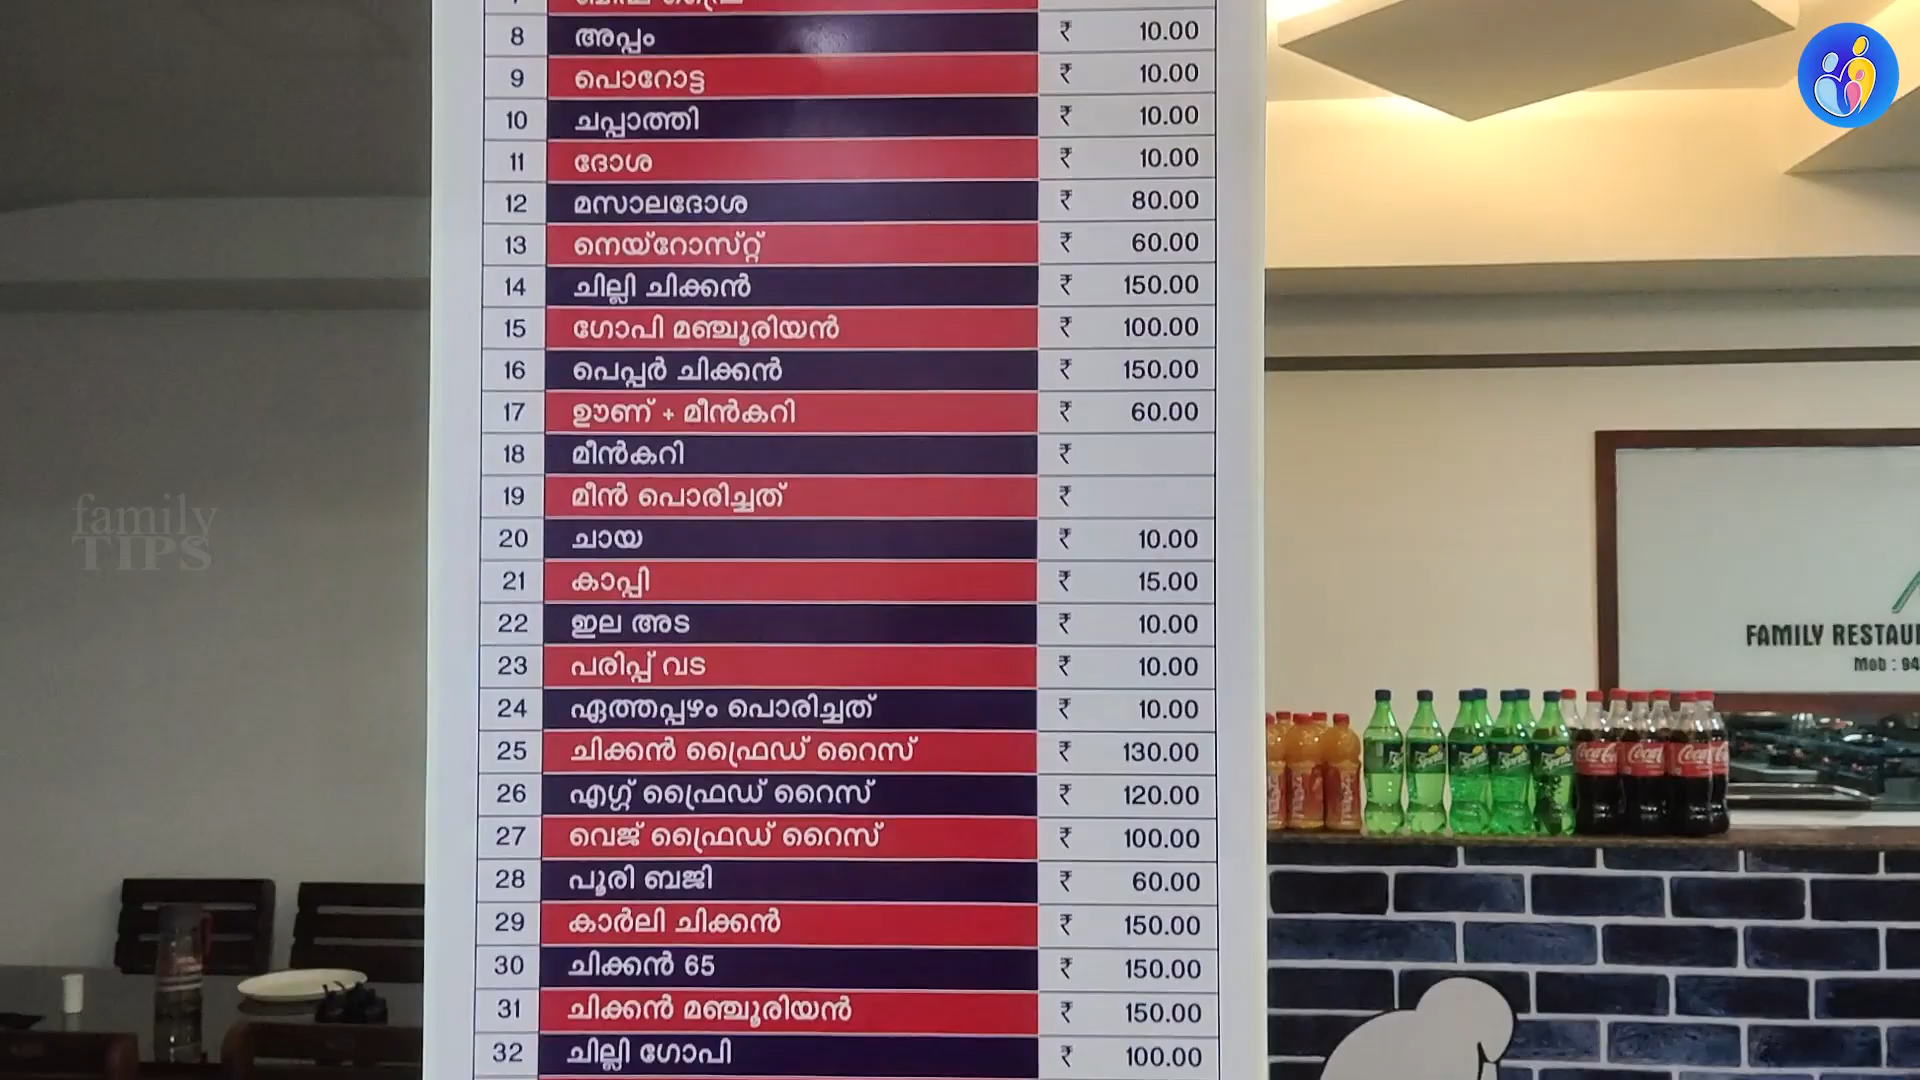 8 അപ്പം ₹ 10.00
9 പൊറോട്ട ₹ 10.00
10 ചപ്പാത്തി ₹ 10.00
11 ദോശ ₹ 10.00
12 മസാലദോശ ₹ 80.00
13 നെയ്റോസ്റ്റ് ₹ 60.00
14 ചില്ലി ചിക്കൻ ₹ 150.00
15 ഗോപി മഞ്ചൂരിയൻ ₹ 100.00
16 പെപ്പർ ചിക്കൻ ₹ 150.00
17 ഊണ് + മീൻകറി ₹ 60.00
18 മീൻകറി ₹
19 മീൻ പൊരിച്ചത് ₹
20 ചായ ₹ 10.00
21 കാപ്പി ₹ 15.00
22 ഇല അട ₹ 10.00
23 പരിപ്പ് വട ₹ 10.00
24 ഏത്തപ്പഴം പൊരിച്ചത് ₹ 10.00
25 ചിക്കൻ ഫ്രൈഡ് റൈസ് ₹ 130.00
26 എഗ്ഗ് ഫ്രൈഡ് റൈസ് ₹ 120.00
27 വെജ് ഫ്രൈഡ് റൈസ് ₹ 100.00
28 പൂരി ബജി ₹ 60.00
29 കാർലി ചിക്കൻ ₹ 150.00
30 ചിക്കൻ 65 ₹ 150.00
31 ചിക്കൻ മഞ്ചൂരിയൻ ₹ 150.00
32 ചില്ലി ഗോപി ₹ 100.00
family
TIPS
FAMILY
Mob : 94
Sprite
Coca-Cola